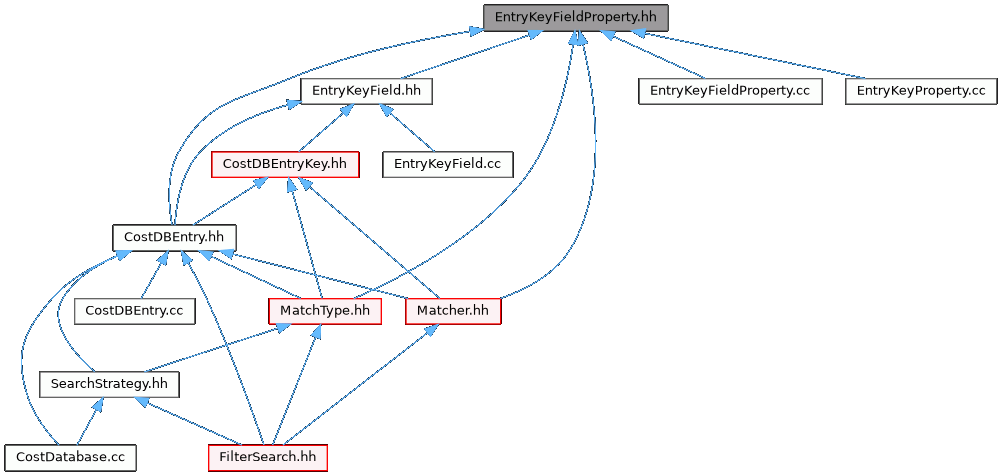 EntryKeyFieldProperty.hh
EntryKeyField.hh
EntryKeyFieldProperty.cc
EntryKeyProperty.cc
CostDBEntryKey.hh
EntryKeyField.cc
CostDBEntry.hh
CostDBEntry.cc
MatchType.hh
Matcher.hh
SearchStrategy.hh
CostDatabase.cc
FilterSearch.hh